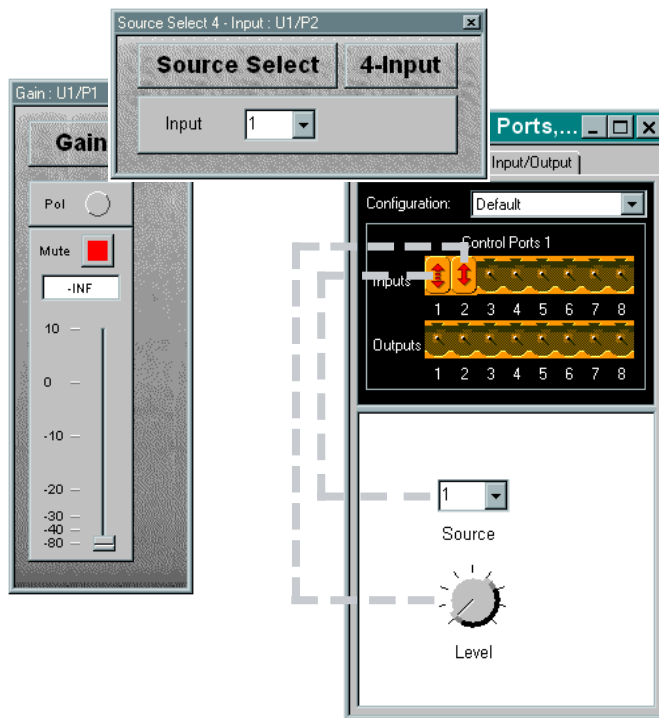 Source Select 4 - Input : U1/P2
Source Select
4-Input
Input
1
Gain : U1/P1
Gain
Pol
Mute
-INF
10
0
-10
-20
-30
-40
-80
Ports,...
Input/Output
Configuration:
Default
Control Ports 1
Inputs
1 2 3 4 5 6 7 8
Outputs
1 2 3 4 5 6 7 8
1
Source
Level